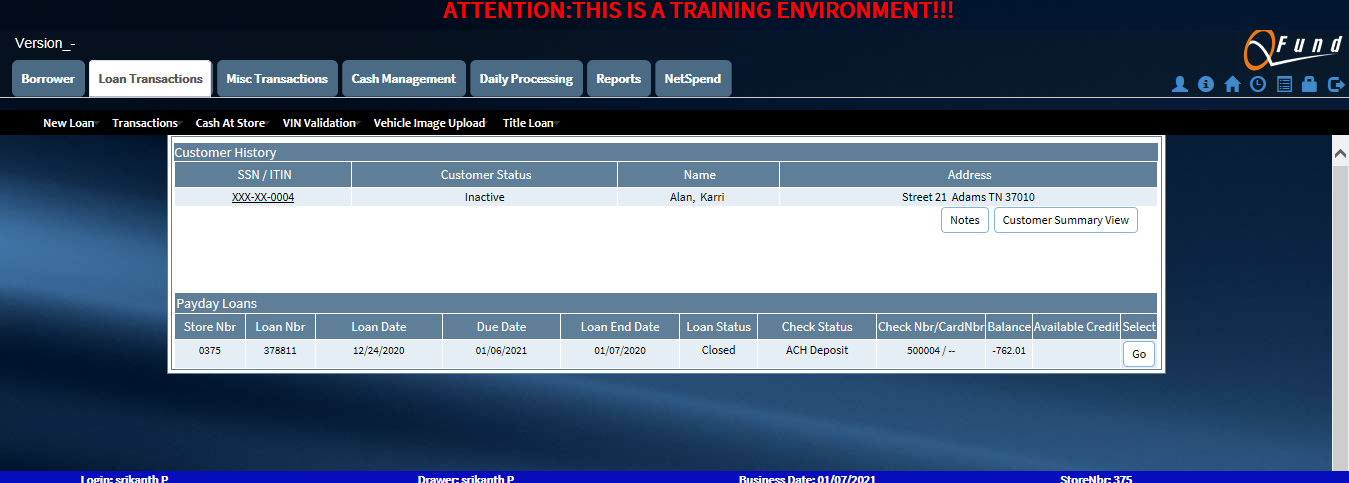 ATTENTION:THIS IS A TRAINING ENVIRONMENT!!!
Version_-
QFund
Borrower Loan Transactions Misc Transactions Cash Management Daily Processing Reports NetSpend
New Loan Transactions Cash At Store VIN Validation Vehicle Image Upload Title Loan
Customer History
SSN / ITIN Customer Status Name Address
XXX-XX-0004 Inactive Alan, Karri Street 21 Adams TN 37010
Notes Customer Summary View
Payday Loans
Store Nbr Loan Nbr Loan Date Due Date Loan End Date Loan Status Check Status Check Nbr/CardNbr Balance Available Credit Select
0375 378811 12/24/2020 01/06/2021 01/07/2020 Closed ACH Deposit 500004 / -- -762.01 Go
Login: srikanth P Drawer: srikanth P Business Date: 01/07/2021 StoreNbr: 375